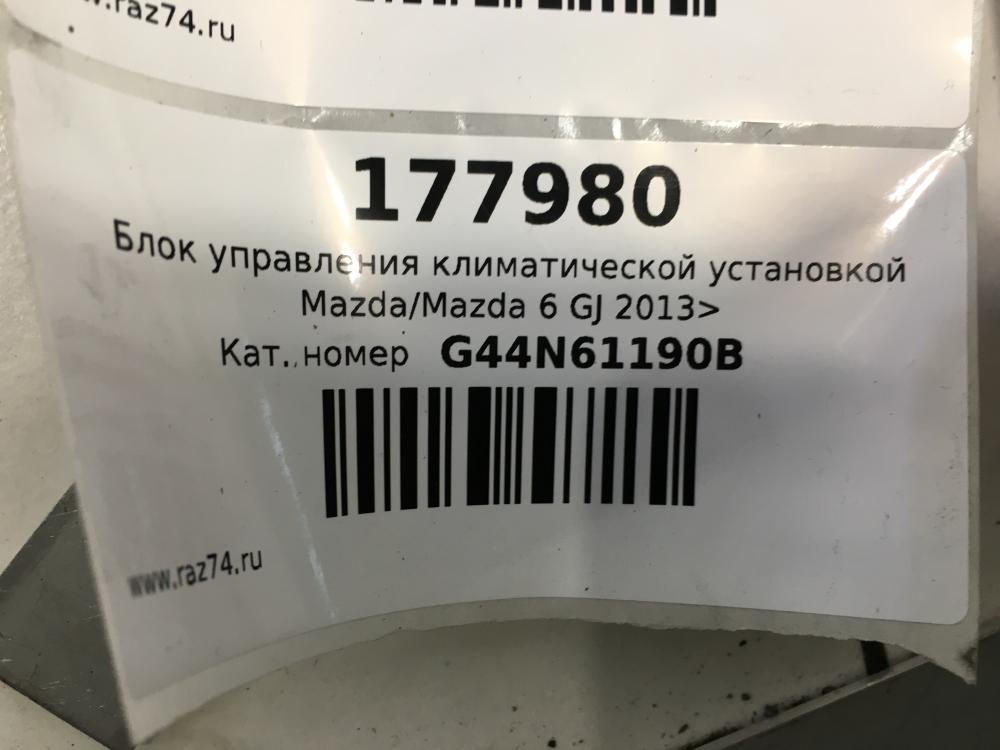 raz74.ru
177980
Блок управления климатической установкой
Mazda/Mazda 6 GJ 2013>
Кат. номер G44N61190B
www.raz74.ru